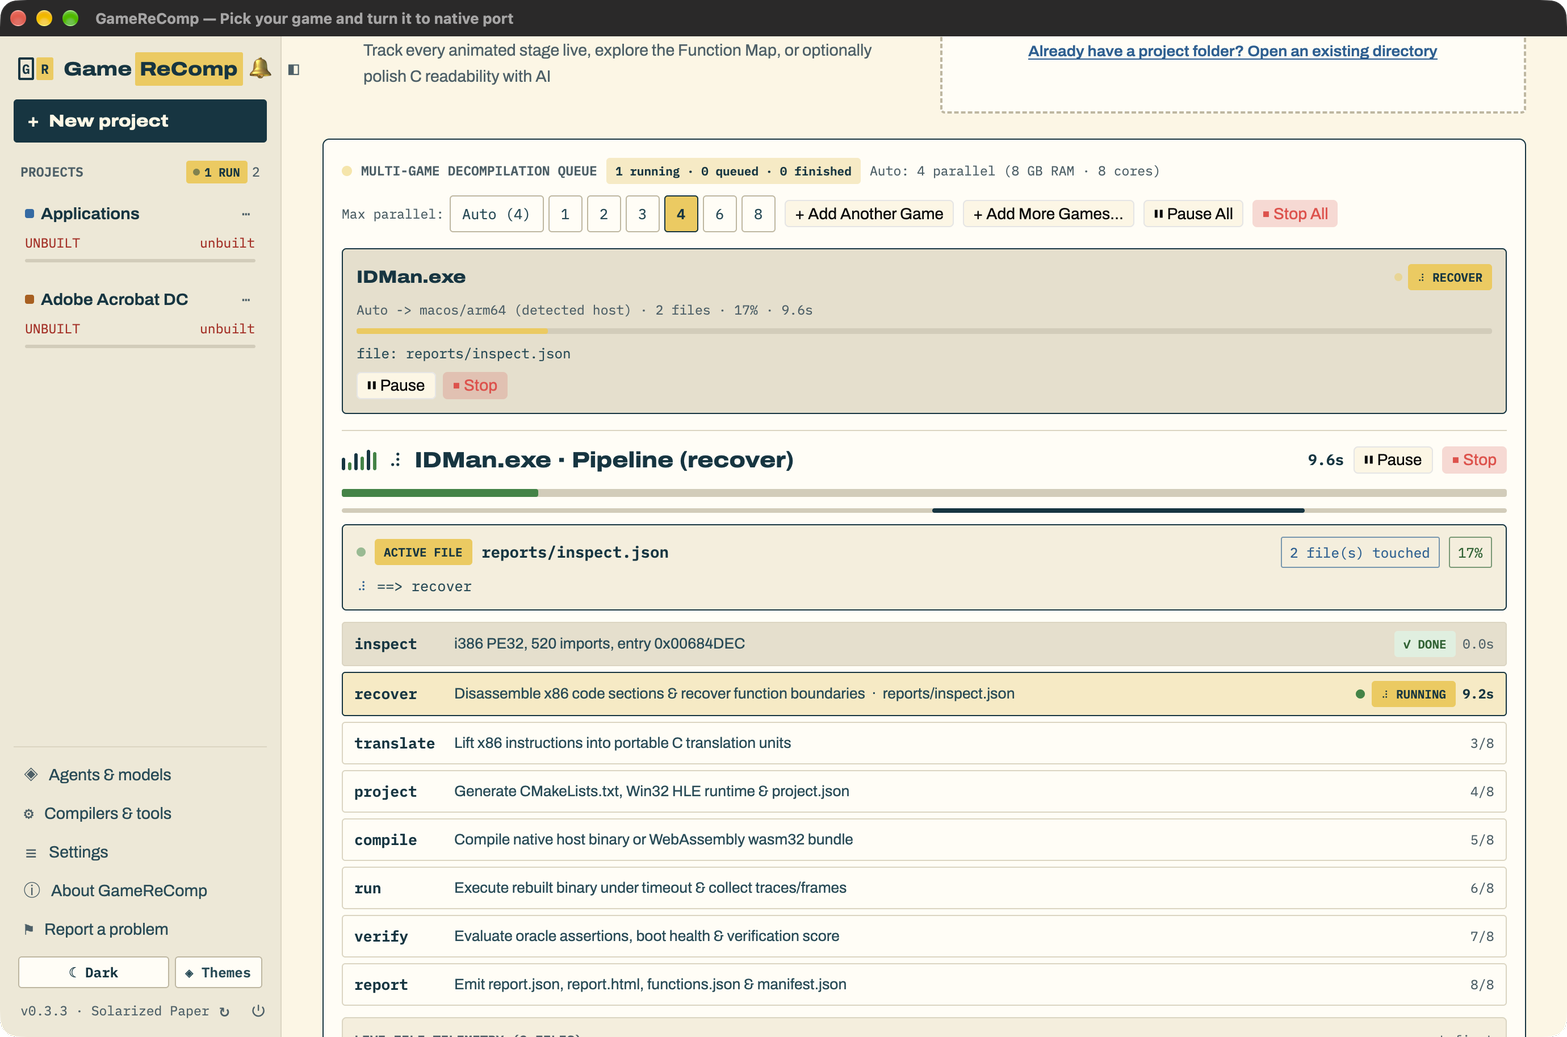 GameReComp — Pick your game and turn it to native port
GR Game ReComp
+ New project
PROJECTS 1 RUN 2
Applications ...
UNBUILT unbuilt
Adobe Acrobat DC ...
UNBUILT unbuilt
Agents & models
Compilers & tools
Settings
About GameReComp
Report a problem
Dark
Themes
v0.3.3 · Solarized Paper
Track every animated stage live, explore the Function Map, or optionally
polish C readability with AI
Already have a project folder? Open an existing directory
MULTI-GAME DECOMPILATION QUEUE 1 running · 0 queued · 0 finished Auto: 4 parallel (8 GB RAM · 8 cores)
Max parallel: Auto (4) 1 2 3 4 6 8 + Add Another Game + Add More Games... Pause All Stop All
IDMan.exe RECOVER
Auto -> macos/arm64 (detected host) · 2 files · 17% · 9.6s
file: reports/inspect.json
Pause Stop
IDMan.exe · Pipeline (recover) 9.6s Pause Stop
ACTIVE FILE reports/inspect.json 2 file(s) touched 17%
==> recover
inspect i386 PE32, 520 imports, entry 0x00684DEC ✓ DONE 0.0s
recover Disassemble x86 code sections & recover function boundaries · reports/inspect.json RUNNING 9.2s
translate Lift x86 instructions into portable C translation units 3/8
project Generate CMakeLists.txt, Win32 HLE runtime & project.json 4/8
compile Compile native host binary or WebAssembly wasm32 bundle 5/8
run Execute rebuilt binary under timeout & collect traces/frames 6/8
verify Evaluate oracle assertions, boot health & verification score 7/8
report Emit report.json, report.html, functions.json & manifest.json 8/8